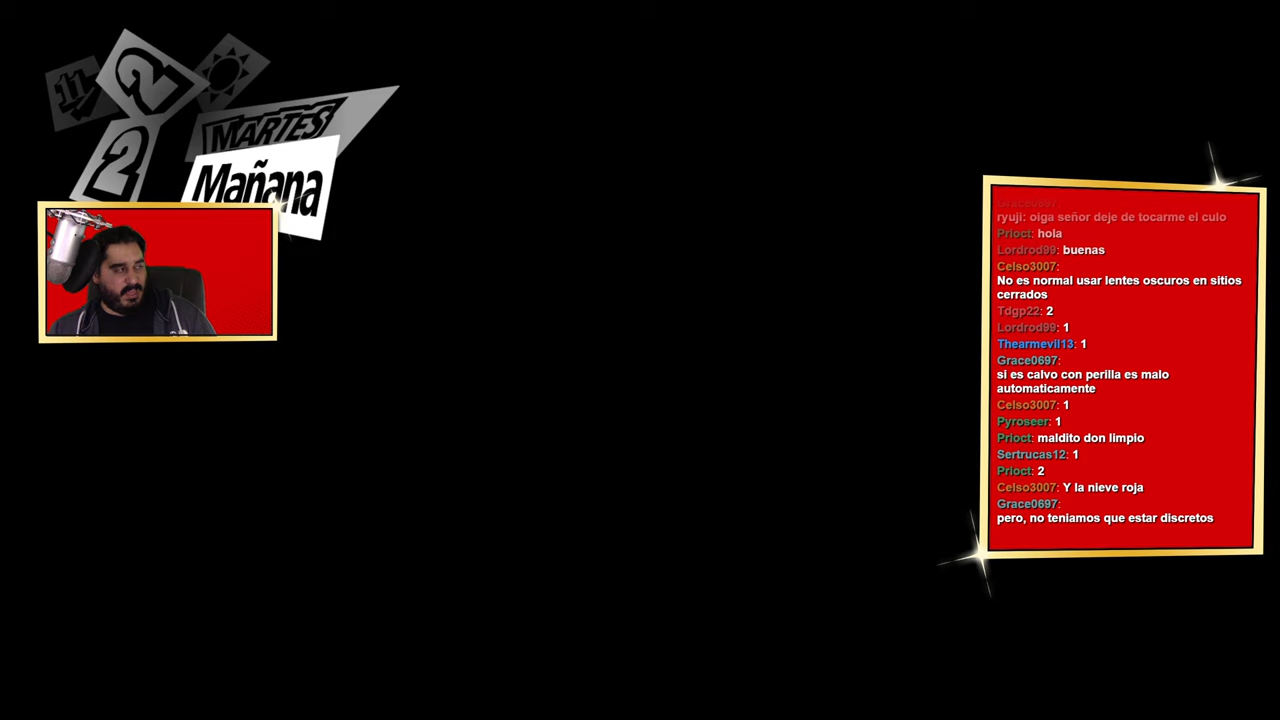 11
2
2
MARTES
Mañana
Grace0697:
ryuji: oiga señor deje de tocarme el culo
Prioct: hola
Lordrod99: buenas
Celso3007:
No es normal usar lentes oscuros en sitios
cerrados
Tdgp22: 2
Lordrod99: 1
Thearmevil13: 1
Grace0697:
si es calvo con perilla es malo
automaticamente
Celso3007: 1
Pyroseer: 1
Prioct: maldito don limpio
Sertrucas12: 1
Prioct: 2
Celso3007: Y la nieve roja
Grace0697:
pero, no teniamos que estar discretos